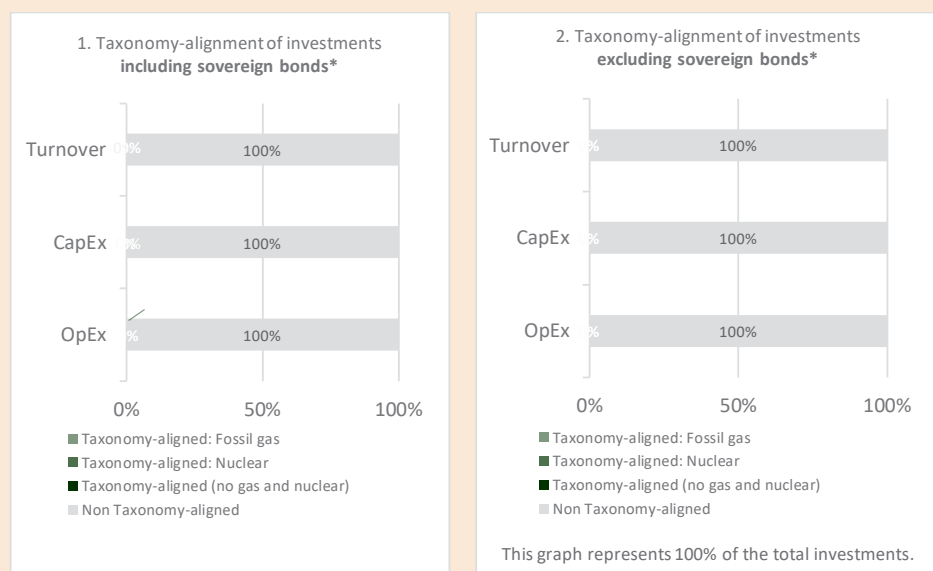 1. Taxonomy-alignment of investments
including sovereign bonds*
Turnover 100%
CapEx 100%
OpEx 100%
0% 50% 100%
Taxonomy-aligned: Fossil gas
Taxonomy-aligned: Nuclear
Taxonomy-aligned (no gas and nuclear)
Non Taxonomy-aligned
2. Taxonomy-alignment of investments
excluding sovereign bonds*
Turnover 100%
CapEx 100%
OpEx 100%
0% 50% 100%
Taxonomy-aligned: Fossil gas
Taxonomy-aligned: Nuclear
Taxonomy-aligned (no gas and nuclear)
Non Taxonomy-aligned
This graph represents 100% of the total investments.